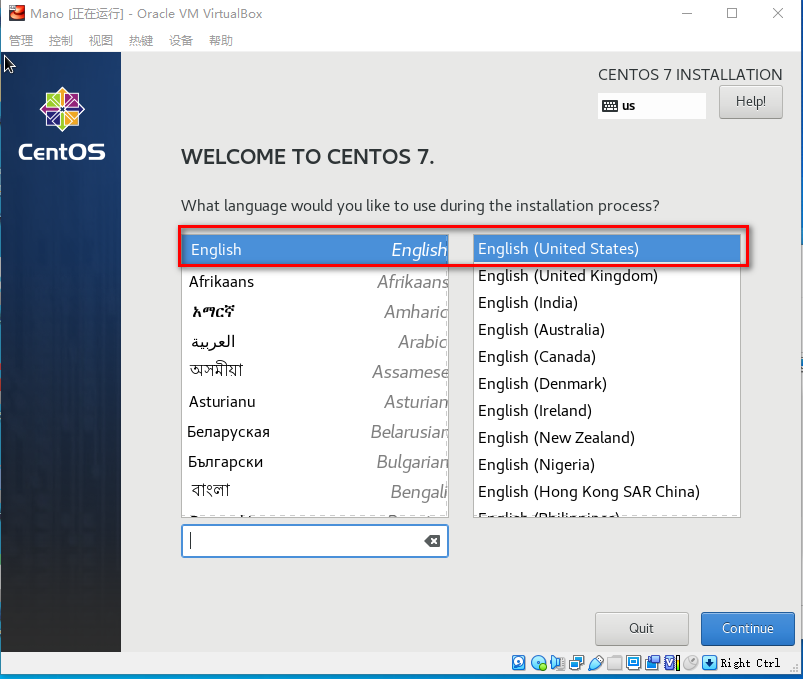 Mano [正在运行] - Oracle VM VirtualBox
管理 控制 视图 热键 设备 帮助
CentOS
CENTOS 7 INSTALLATION
us
Help!
WELCOME TO CENTOS 7.
What language would you like to use during the installation process?
English English
Afrikaans Afrikaans
አማርኛ Amharic
العربية Arabic
অসমীয়া Assamese
Asturianu Asturian
Беларуская Belarusian
Български Bulgarian
বাংলা Bengali
English (United States)
English (United Kingdom)
English (India)
English (Australia)
English (Canada)
English (Denmark)
English (Ireland)
English (New Zealand)
English (Nigeria)
English (Hong Kong SAR China)
English (Philippines)
Quit
Continue
Right Ctrl